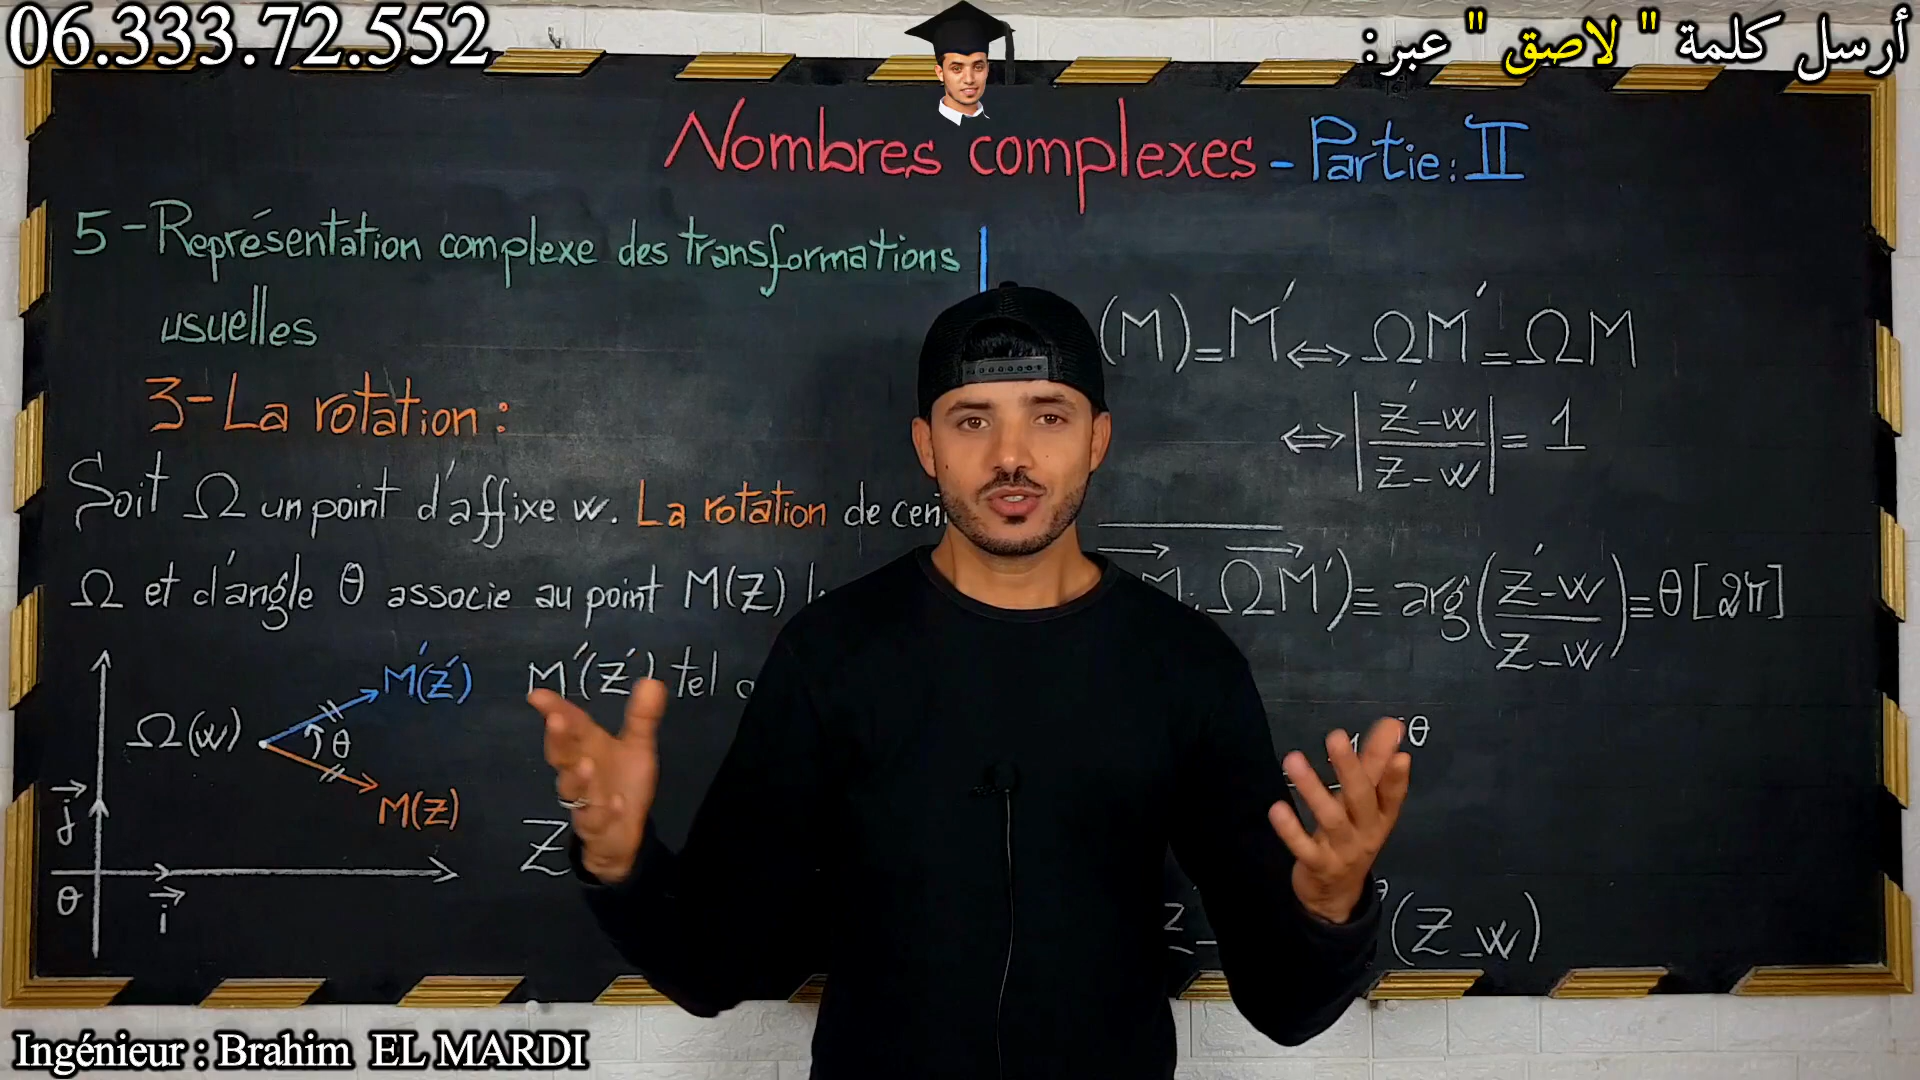 06.333.72.552
أرسل كلمة " لاصق " عبر:
Nombres complexes - Partie: II
5 - Représentation complexe des transformations
usuelles
3 - La rotation :
Soit Ω un point d'affixe w. La rotation de
Ω et d'angle θ associe au point M(Z)
M'(Z') tel
M'(Z')
Ω(w)
θ
M(Z)
j
θ
i
Z
(M) = M' ⇔ ΩM' = ΩM
⇔ |Z'-w / Z-w| = 1
ΩM') ≡ arg(Z'-w / Z-w) ≡ θ[2π]
θ
(Z-w)
Ingénieur : Brahim EL MARDI